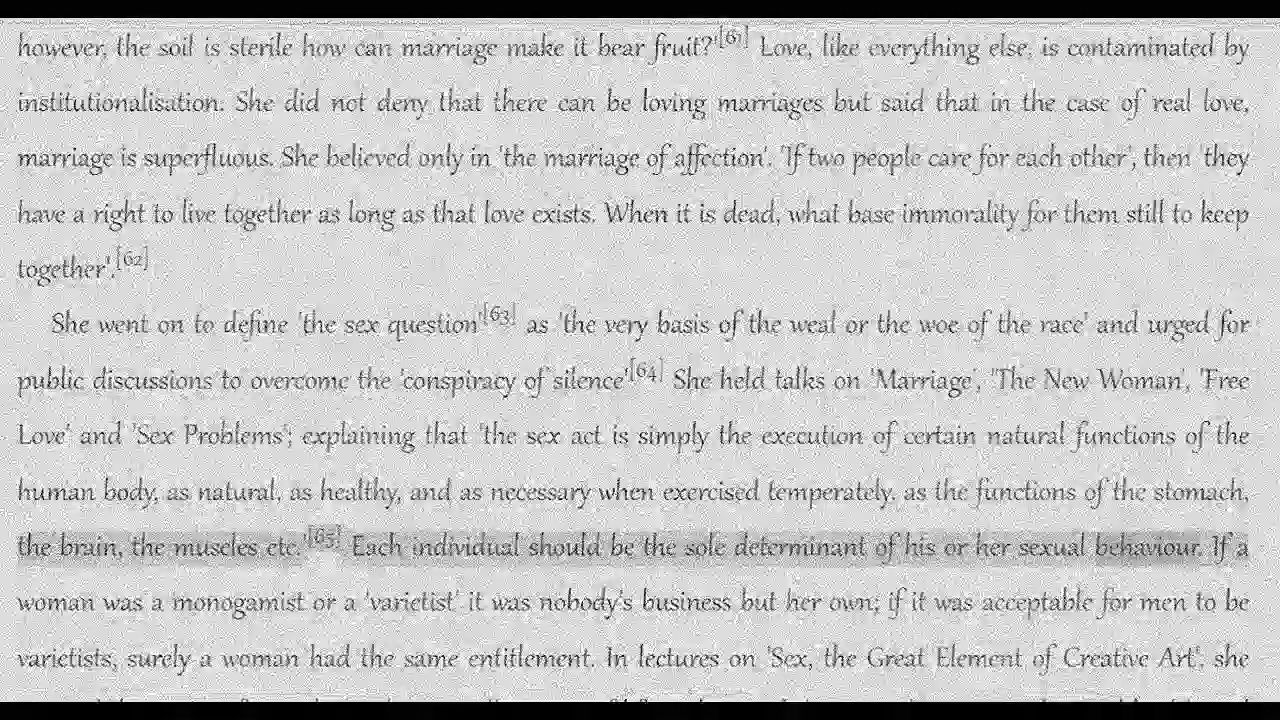 however, the soil is sterile how can marriage make it bear fruit?'[61] Love, like everything else, is contaminated by
institutionalisation. She did not deny that there can be loving marriages but said that in the case of real love,
marriage is superfluous. She believed only in 'the marriage of affection'. 'If two people care for each other', then 'they
have a right to live together as long as that love exists. When it is dead, what base immorality for them still to keep
together'.[62]
She went on to define 'the sex question'[63] as 'the very basis of the weal or the woe of the race' and urged for
public discussions to overcome the 'conspiracy of silence'[64] She held talks on 'Marriage', 'The New Woman', 'Free
Love' and 'Sex Problems'; explaining that 'the sex act is simply the execution of certain natural functions of the
human body, as natural, as healthy, and as necessary when exercised temperately, as the functions of the stomach,
the brain, the muscles etc.'[65] Each individual should be the sole determinant of his or her sexual behaviour. If a
woman was a monogamist or a 'varietist' it was nobody's business but her own; if it was acceptable for men to be
varietists, surely a woman had the same entitlement. In lectures on 'Sex, the Great Element of Creative Art', she